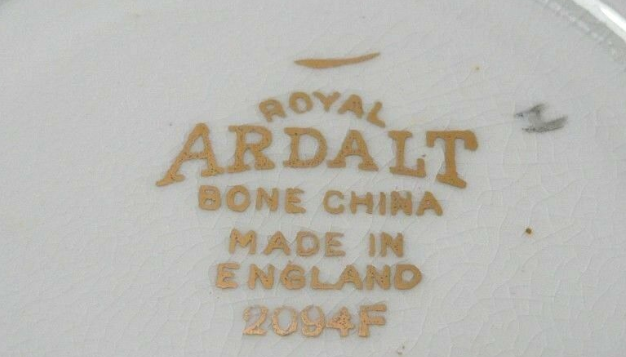 ROYAL
ARDALT
BONE CHINA
MADE IN
ENGLAND
2094F